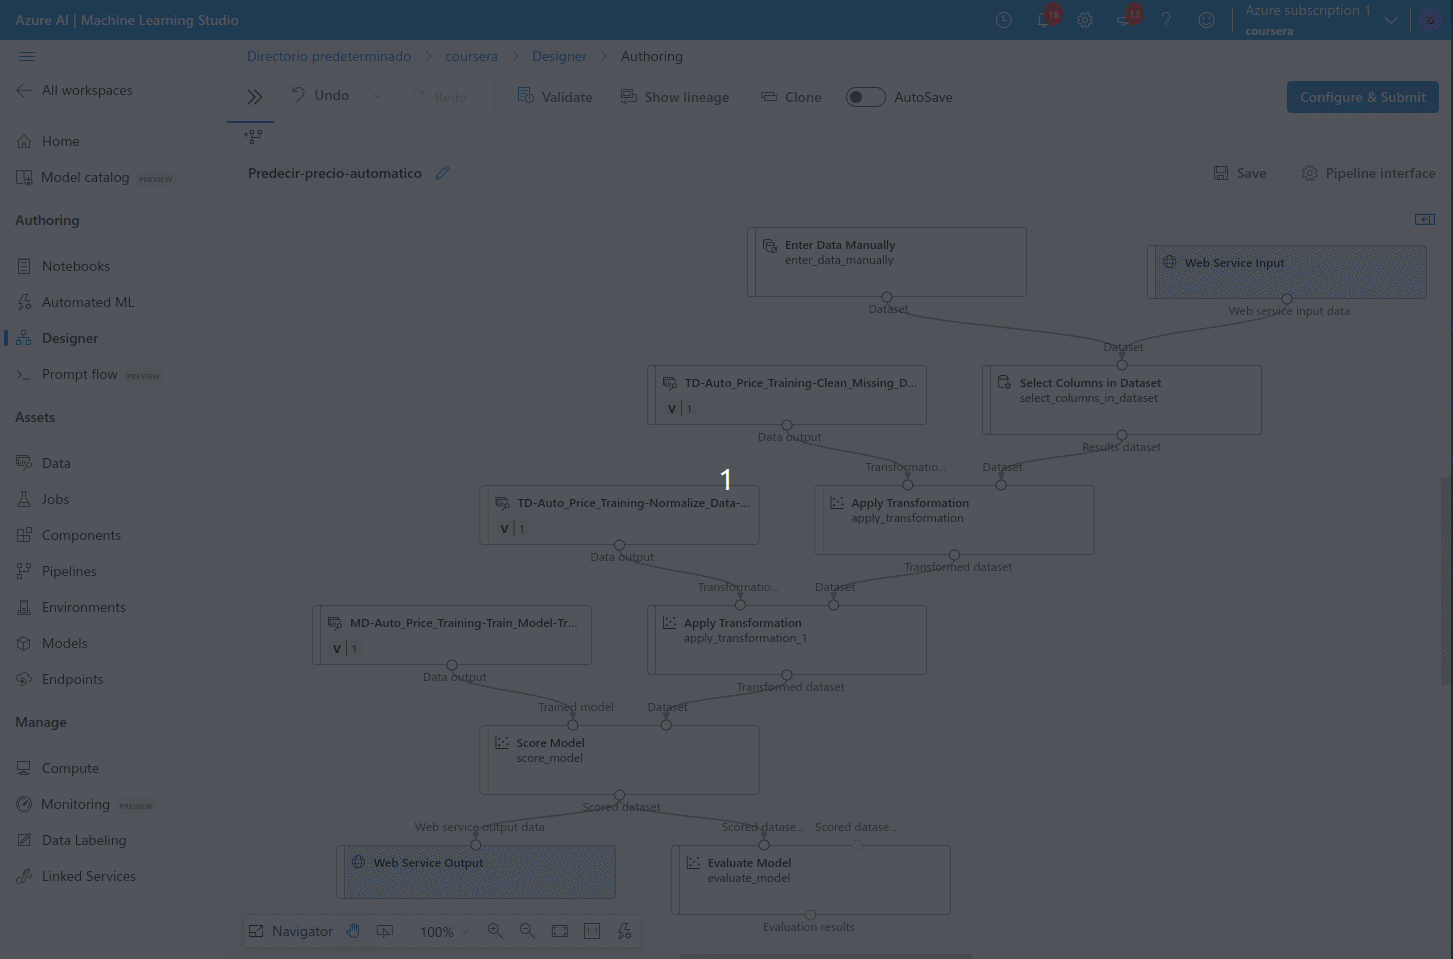 Azure AI | Machine Learning Studio
18
13
Azure subscription 1
coursera
G
Directorio predeterminado > coursera > Designer > Authoring
All workspaces
Undo
Redo
Validate
Show lineage
Clone
AutoSave
Configure & Submit
Home
Model catalog PREVIEW
Predecir-precio-automatico
Save
Pipeline interface
Authoring
Notebooks
Automated ML
Designer
Prompt flow PREVIEW
Assets
Data
Jobs
Components
Pipelines
Environments
Models
Endpoints
Manage
Compute
Monitoring PREVIEW
Data Labeling
Linked Services
Enter Data Manually
enter_data_manually
Dataset
Web Service Input
Web service input data
Dataset
TD-Auto_Price_Training-Clean_Missing_D...
V | 1
Data output
Select Columns in Dataset
select_columns_in_dataset
Results dataset
Transformatio...
Dataset
1
TD-Auto_Price_Training-Normalize_Data-...
V | 1
Data output
Apply Transformation
apply_transformation
Transformed dataset
Transformatio...
Dataset
MD-Auto_Price_Training-Train_Model-Tr...
V | 1
Data output
Apply Transformation
apply_transformation_1
Transformed dataset
Trained model
Dataset
Score Model
score_model
Scored dataset
Web service output data
Scored datase...
Scored datase...
Web Service Output
Evaluate Model
evaluate_model
Evaluation results
Navigator
100%
1:1